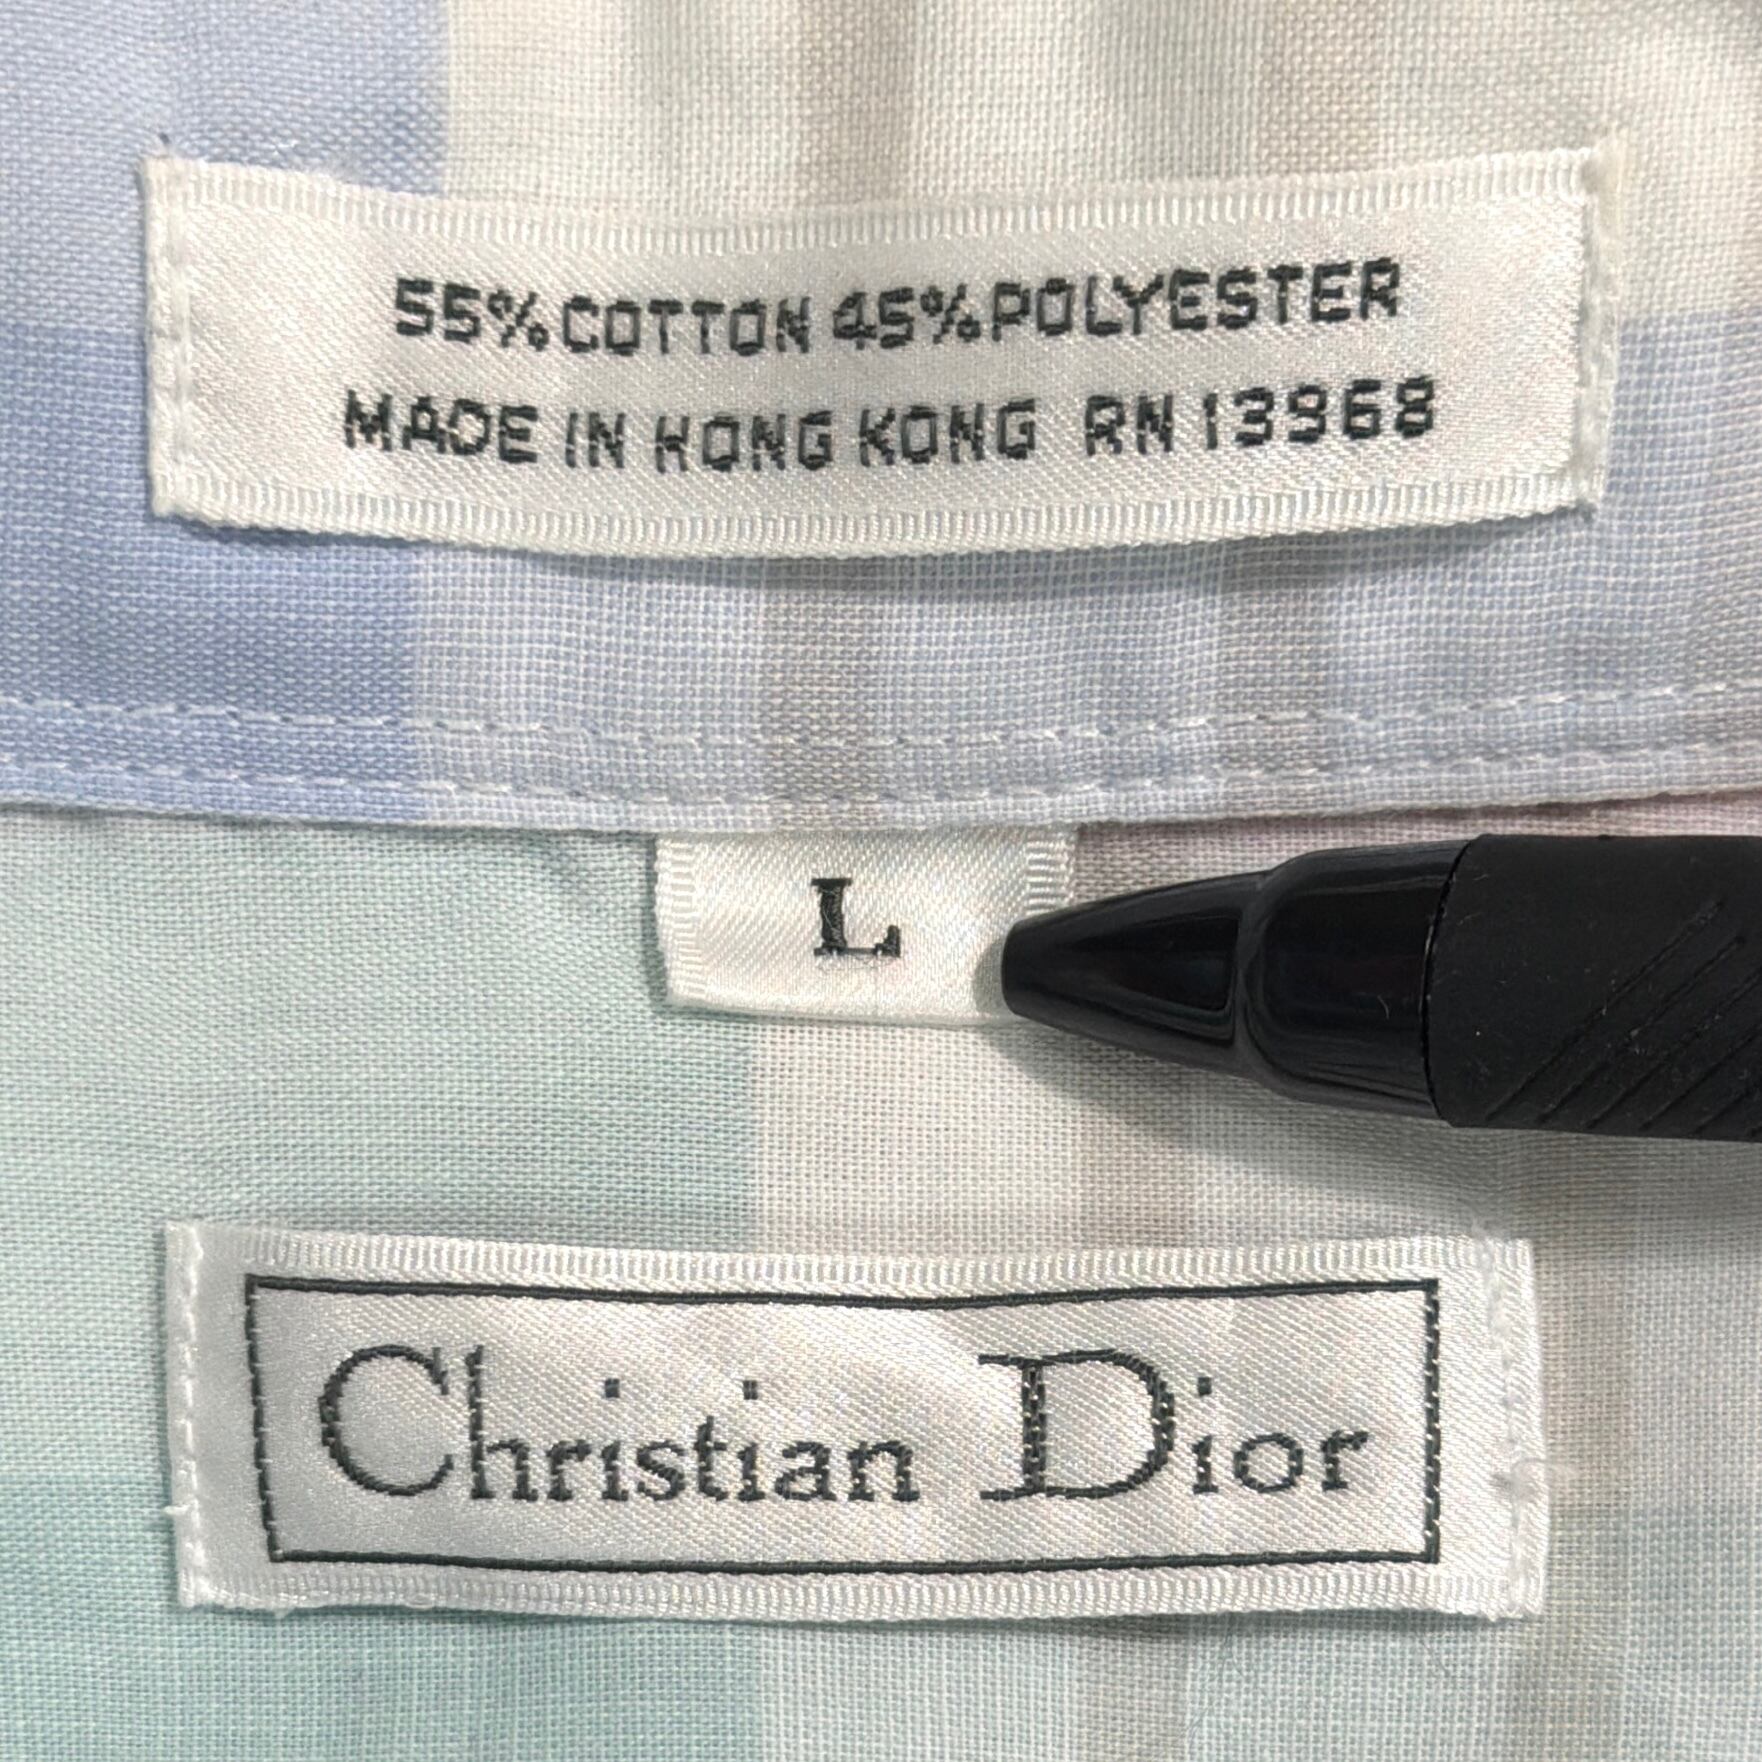 55% COTTON 45% POLYESTER
MADE IN HONG KONG RN 13968
L
Christian Dior